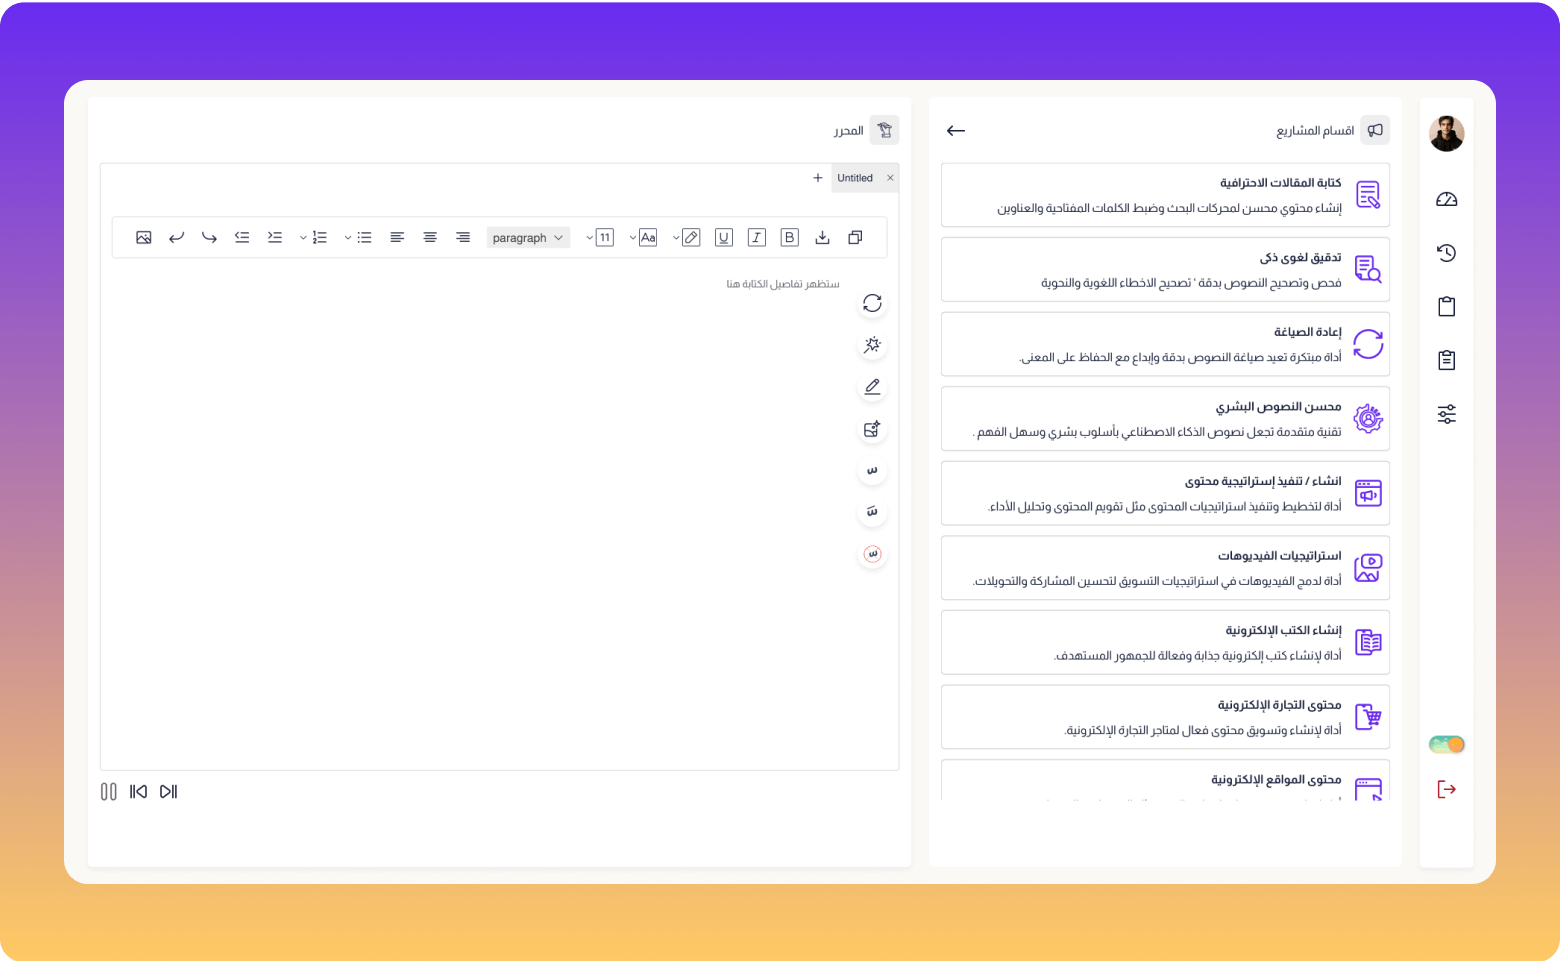 اقسام المشاريع
كتابة المقالات الاحترافية
إنشاء محتوي محسن لمحركات البحث وضبط الكلمات المفتاحية والعناوين
تدقيق لغوى ذكى
فحص وتصحيح النصوص بدقة ' تصحيح الاخطاء اللغوية والنحوية
إعادة الصياغة
أداة مبتكرة تعيد صياغة النصوص بدقة وإبداع مع الحفاظ على المعنى.
محسن النصوص البشري
تقنية متقدمة تجعل نصوص الذكاء الاصطناعي بأسلوب بشري وسهل الفهم .
انشاء / تنفيذ إستراتيجية محتوى
أداة لتخطيط وتنفيذ استراتيجيات المحتوى مثل تقويم المحتوى وتحليل الأداء.
استراتيجيات الفيديوهات
أداة لدمج الفيديوهات في استراتيجيات التسويق لتحسين المشاركة والتحويلات.
إنشاء الكتب الإلكترونية
أداة لإنشاء كتب إلكترونية جذابة وفعالة للجمهور المستهدف.
محتوى التجارة الإلكترونية
أداة لإنشاء وتسويق محتوى فعال لمتاجر التجارة الإلكترونية.
محتوى المواقع الإلكترونية
المحرر
Untitled
paragraph 11 Aa U I B
ستظهر تفاصيل الكتابة هنا